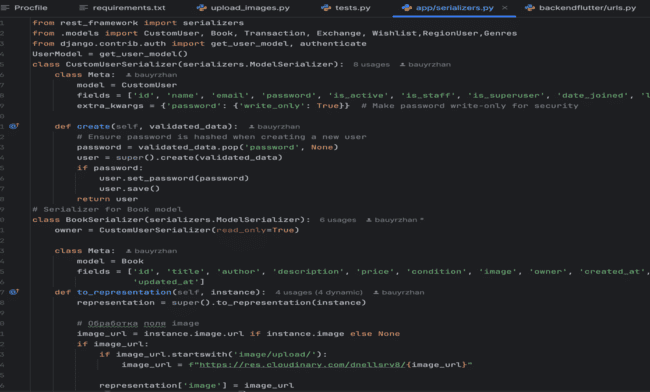 Procfile requirements.txt upload_images.py tests.py app/serializers.py backendflutter/urls.py
from rest_framework import serializers
from .models import CustomUser, Book, Transaction, Exchange, Wishlist,RegionUser,Genres
from django.contrib.auth import get_user_model, authenticate
UserModel = get_user_model()
class CustomUserSerializer(serializers.ModelSerializer): 8 usages bauyrzhan
class Meta: bauyrzhan
model = CustomUser
fields = ['id', 'name', 'email', 'password', 'is_active', 'is_staff', 'is_superuser', 'date_joined',
extra_kwargs = {'password': {'write_only': True}} # Make password write-only for security
def create(self, validated_data): bauyrzhan
# Ensure password is hashed when creating a new user
password = validated_data.pop('password', None)
user = super().create(validated_data)
if password:
user.set_password(password)
user.save()
return user
# Serializer for Book model
class BookSerializer(serializers.ModelSerializer): 6 usages bauyrzhan *
owner = CustomUserSerializer(read_only=True)
class Meta: bauyrzhan
model = Book
fields = ['id', 'title', 'author', 'description', 'price', 'condition', 'image', 'owner', 'created_at',
'updated_at']
def to_representation(self, instance): 4 usages (4 dynamic) bauyrzhan
representation = super().to_representation(instance)
# Обработка поля image
image_url = instance.image.url if instance.image else None
if image_url:
if image_url.startswith('image/upload/'):
image_url = f"https://res.cloudinary.com/dnellsrv8/{image_url}"
representation['image'] = image_url